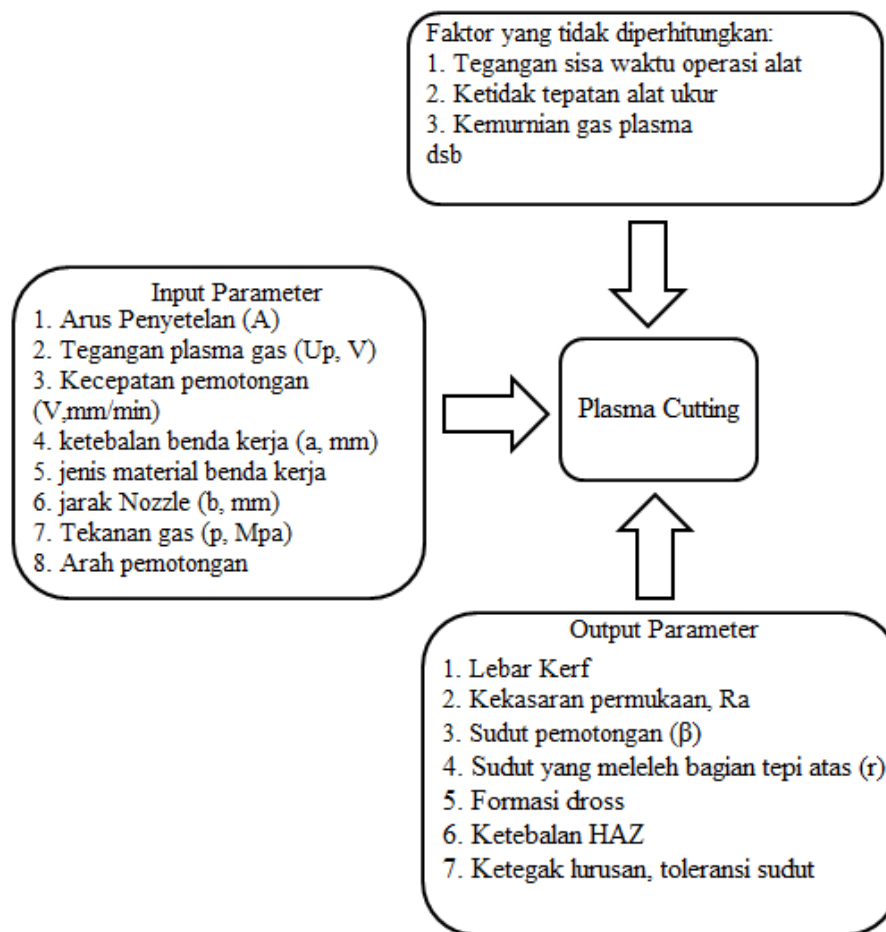 Faktor yang tidak diperhitungkan:
1. Tegangan sisa waktu operasi alat
2. Ketidak tepatan alat ukur
3. Kemurnian gas plasma
dsb
Input Parameter
1. Arus Penyetelan (A)
2. Tegangan plasma gas (Up, V)
3. Kecepatan pemotongan
(V,mm/min)
4. ketebalan benda kerja (a, mm)
5. jenis material benda kerja
6. jarak Nozzle (b, mm)
7. Tekanan gas (p, Mpa)
8. Arah pemotongan
Plasma Cutting
Output Parameter
1. Lebar Kerf
2. Kekasaran permukaan, Ra
3. Sudut pemotongan (β)
4. Sudut yang meleleh bagian tepi atas (r)
5. Formasi dross
6. Ketebalan HAZ
7. Ketegak lurusan, toleransi sudut